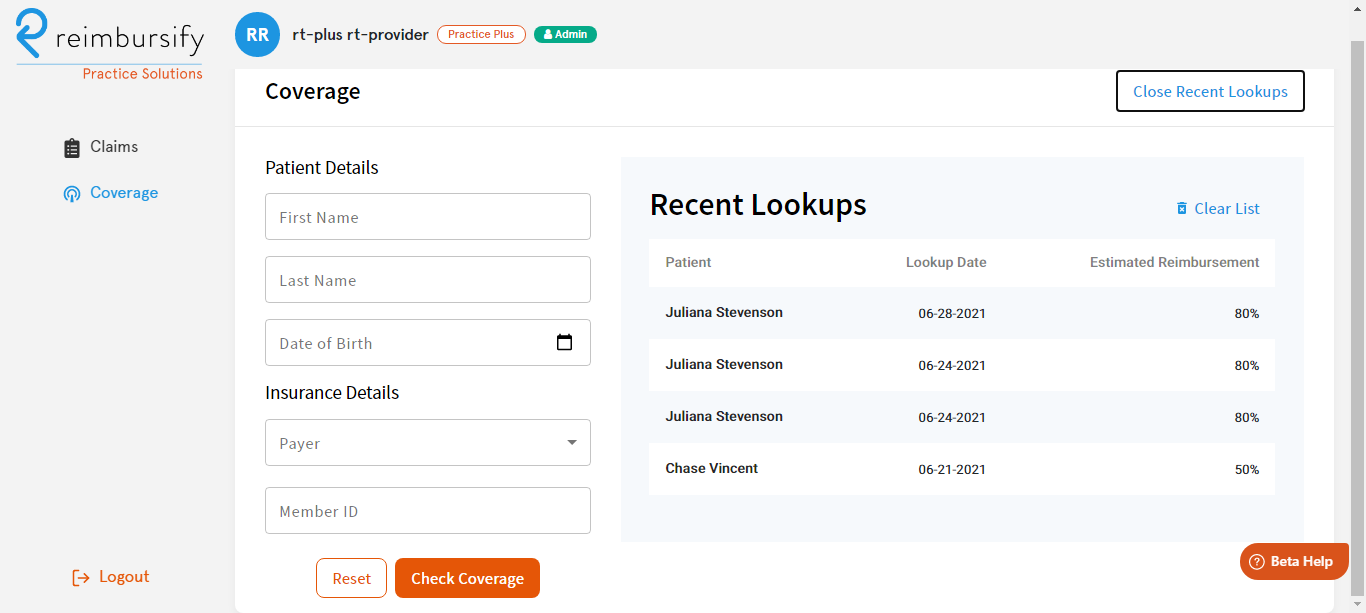 reimbursify
Practice Solutions
RR rt-plus rt-provider Practice Plus Admin
Claims
Coverage
Logout
Coverage
Close Recent Lookups
Patient Details
First Name
Last Name
Date of Birth
Insurance Details
Payer
Member ID
Reset Check Coverage
Recent Lookups
Clear List
Patient Lookup Date Estimated Reimbursement
Juliana Stevenson 06-28-2021 80%
Juliana Stevenson 06-24-2021 80%
Juliana Stevenson 06-24-2021 80%
Chase Vincent 06-21-2021 50%
Beta Help